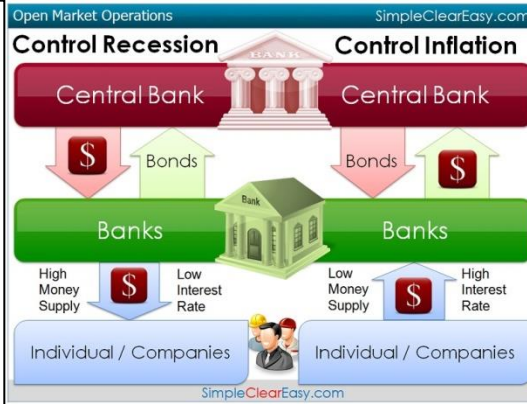 Open Market Operations
SimpleClearEasy.com
Control Recession
Control Inflation
BANK
Central Bank
Central Bank
$
Bonds
Bonds
$
Bank
Banks
Banks
High
Money
Supply
$
Low
Interest
Rate
Low
Money
Supply
$
High
Interest
Rate
Individual / Companies
Individual / Companies
SimpleClearEasy.com